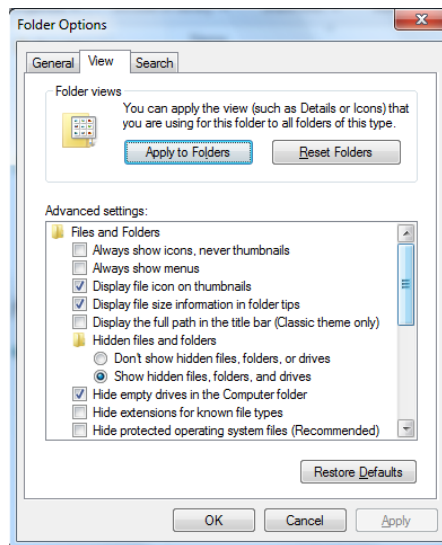 Folder Options
General View Search
Folder views
You can apply the view (such as Details or Icons) that
you are using for this folder to all folders of this type.
Apply to Folders Reset Folders
Advanced settings:
Files and Folders
Always show icons, never thumbnails
Always show menus
Display file icon on thumbnails
Display file size information in folder tips
Display the full path in the title bar (Classic theme only)
Hidden files and folders
Don't show hidden files, folders, or drives
Show hidden files, folders, and drives
Hide empty drives in the Computer folder
Hide extensions for known file types
Hide protected operating system files (Recommended)
Restore Defaults
OK Cancel Apply